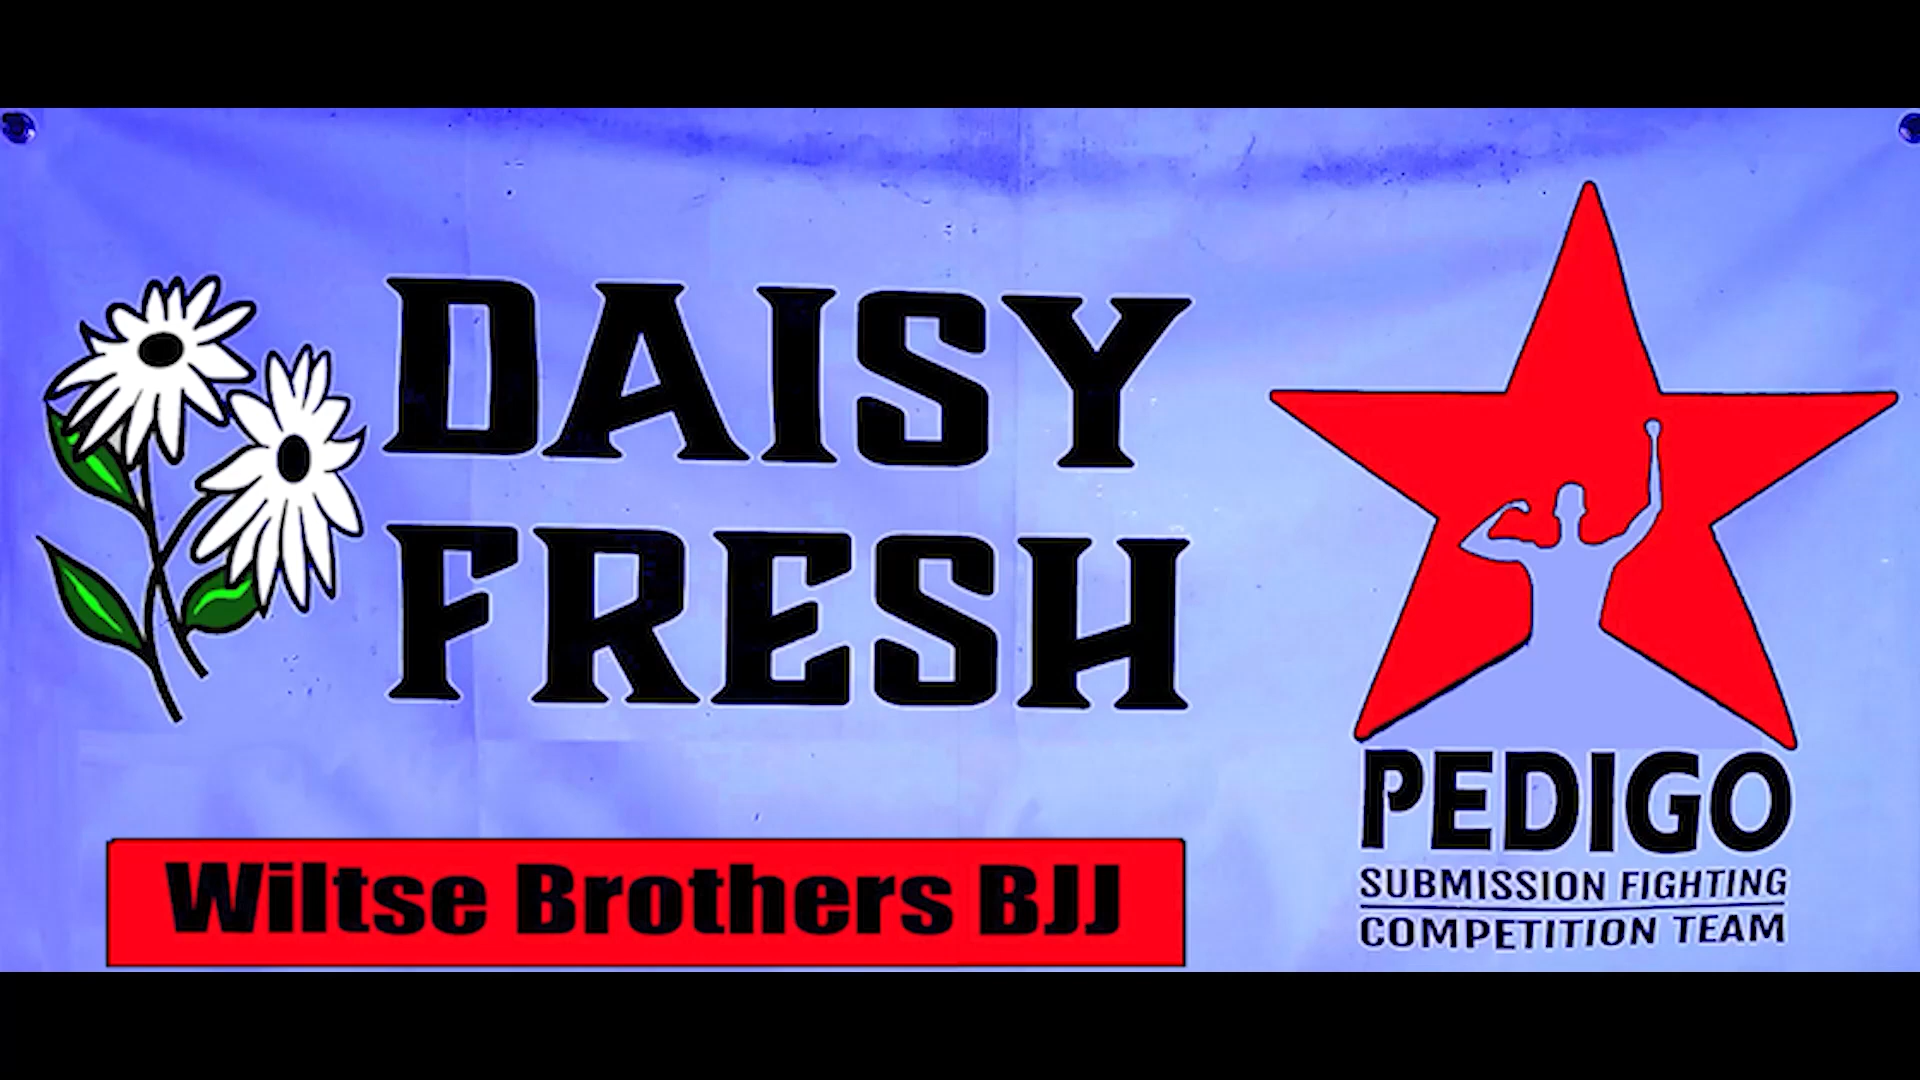 DAISY
FRESH
Wiltse Brothers BJJ
PEDIGO
SUBMISSION FIGHTING
COMPETITION TEAM